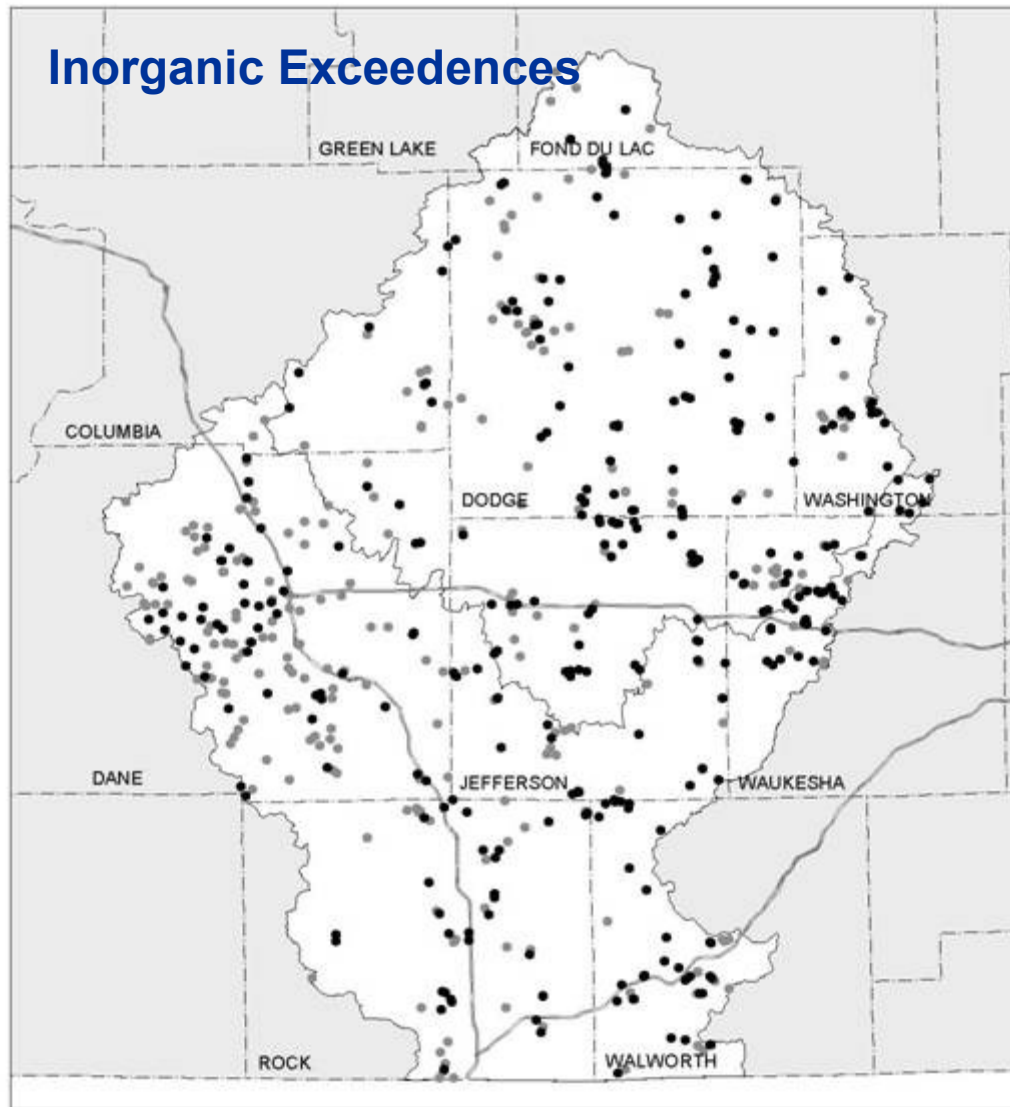 Inorganic Exceedences
GREEN LAKE
FOND DU LAC
COLUMBIA
DODGE
WASHINGTON
DANE
JEFFERSON
WAUKESHA
ROCK
WALWORTH